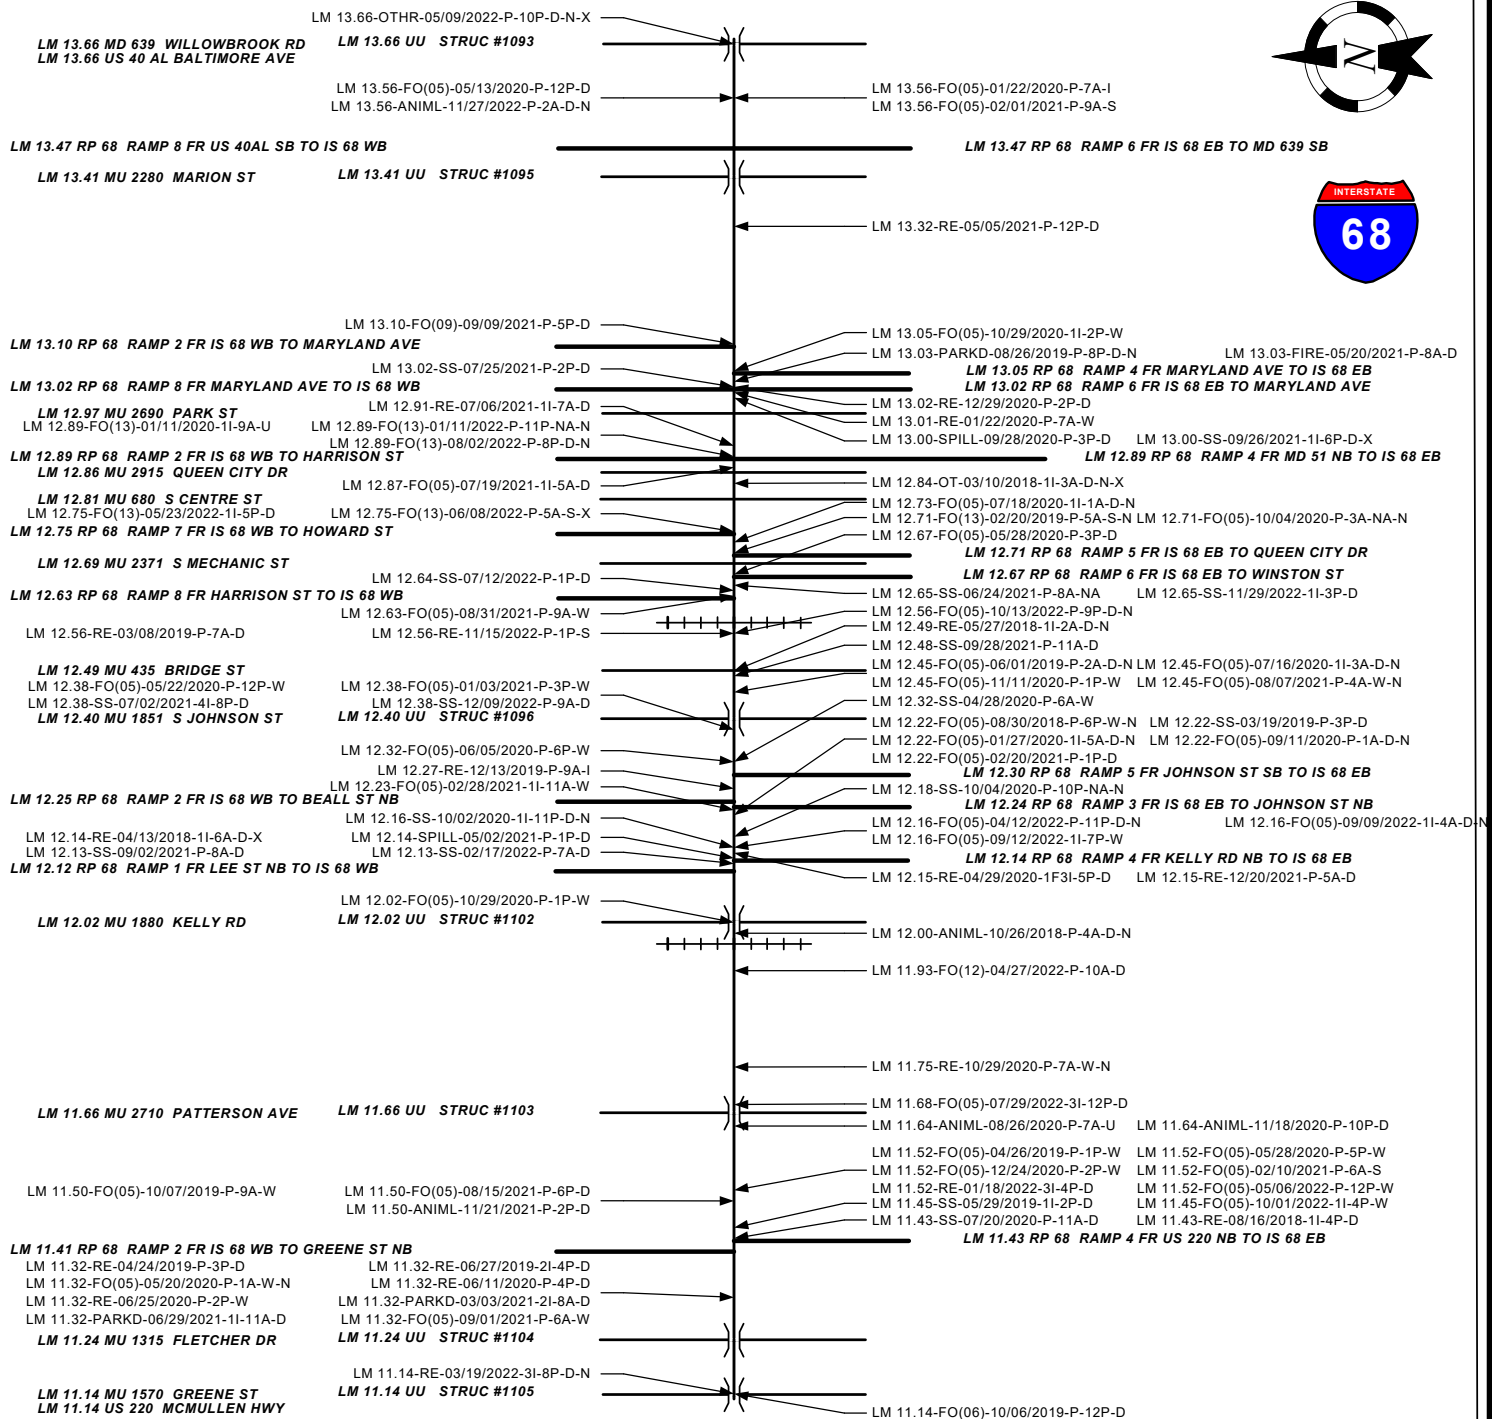 LM 13.66-OTHR-05/09/2022-P-10P-D-N-X
LM 13.66 MD 639 WILLOWBROOK RD
LM 13.66 UU STRUC #1093
LM 13.66 US 40 AL BALTIMORE AVE
N
LM 13.56-FO(05)-05/13/2020-P-12P-D
LM 13.56-FO(05)-01/22/2020-P-7A-I
LM 13.56-ANIML-11/27/2022-P-2A-D-N
LM 13.56-FO(05)-02/01/2021-P-9A-S
LM 13.47 RP 68 RAMP 8 FR US 40AL SB TO IS 68 WB
LM 13.47 RP 68 RAMP 6 FR IS 68 EB TO MD 639 SB
LM 13.41 MU 2280 MARION ST
LM 13.41 UU STRUC #1095
INTERSTATE
68
LM 13.32-RE-05/05/2021-P-12P-D
LM 13.10-FO(09)-09/09/2021-P-5P-D
LM 13.05-FO(05)-10/29/2020-1I-2P-W
LM 13.10 RP 68 RAMP 2 FR IS 68 WB TO MARYLAND AVE
LM 13.03-PARKD-08/26/2019-P-8P-D-N
LM 13.03-FIRE-05/20/2021-P-8A-D
LM 13.02-SS-07/25/2021-P-2P-D
LM 13.05 RP 68 RAMP 4 FR MARYLAND AVE TO IS 68 EB
LM 13.02 RP 68 RAMP 8 FR MARYLAND AVE TO IS 68 WB
LM 13.02 RP 68 RAMP 6 FR IS 68 EB TO MARYLAND AVE
LM 12.97 MU 2690 PARK ST
LM 12.91-RE-07/06/2021-1I-7A-D
LM 13.02-RE-12/29/2020-P-2P-D
LM 12.89-FO(13)-01/11/2020-1I-9A-U
LM 12.89-FO(13)-01/11/2022-P-11P-NA-N
LM 13.01-RE-01/22/2020-P-7A-W
LM 12.89-FO(13)-08/02/2022-P-8P-D-N
LM 13.00-SPILL-09/28/2020-P-3P-D
LM 13.00-SS-09/26/2021-1I-6P-D-X
LM 12.89 RP 68 RAMP 2 FR IS 68 WB TO HARRISON ST
LM 12.89 RP 68 RAMP 4 FR MD 51 NB TO IS 68 EB
LM 12.86 MU 2915 QUEEN CITY DR
LM 12.87-FO(05)-07/19/2021-1I-5A-D
LM 12.84-OT-03/10/2018-1I-3A-D-N-X
LM 12.81 MU 680 S CENTRE ST
LM 12.73-FO(05)-07/18/2020-1I-1A-D-N
LM 12.75-FO(13)-05/23/2022-1I-5P-D
LM 12.75-FO(13)-06/08/2022-P-5A-S-X
LM 12.71-FO(13)-02/20/2019-P-5A-S-N
LM 12.71-FO(05)-10/04/2020-P-3A-NA-N
LM 12.75 RP 68 RAMP 7 FR IS 68 WB TO HOWARD ST
LM 12.67-FO(05)-05/28/2020-P-3P-D
LM 12.71 RP 68 RAMP 5 FR IS 68 EB TO QUEEN CITY DR
LM 12.69 MU 2371 S MECHANIC ST
LM 12.64-SS-07/12/2022-P-1P-D
LM 12.67 RP 68 RAMP 6 FR IS 68 EB TO WINSTON ST
LM 12.63 RP 68 RAMP 8 FR HARRISON ST TO IS 68 WB
LM 12.65-SS-06/24/2021-P-8A-NA
LM 12.65-SS-11/29/2022-1I-3P-D
LM 12.63-FO(05)-08/31/2021-P-9A-W
LM 12.56-FO(05)-10/13/2022-P-9P-D-N
LM 12.49-RE-05/27/2018-1I-2A-D-N
LM 12.56-RE-03/08/2019-P-7A-D
LM 12.56-RE-11/15/2022-P-1P-S
LM 12.48-SS-09/28/2021-P-11A-D
LM 12.49 MU 435 BRIDGE ST
LM 12.45-FO(05)-06/01/2019-P-2A-D-N
LM 12.45-FO(05)-07/16/2020-1I-3A-D-N
LM 12.38-FO(05)-05/22/2020-P-12P-W
LM 12.38-FO(05)-01/03/2021-P-3P-W
LM 12.45-FO(05)-11/11/2020-P-1P-W
LM 12.45-FO(05)-08/07/2021-P-4A-W-N
LM 12.38-SS-07/02/2021-4I-8P-D
LM 12.38-SS-12/09/2022-P-9A-D
LM 12.32-SS-04/28/2020-P-6A-W
LM 12.40 MU 1851 S JOHNSON ST
LM 12.40 UU STRUC #1096
LM 12.22-FO(05)-08/30/2018-P-6P-W-N
LM 12.22-SS-03/19/2019-P-3P-D
LM 12.32-FO(05)-06/05/2020-P-6P-W
LM 12.22-FO(05)-01/27/2020-1I-5A-D-N
LM 12.22-FO(05)-09/11/2020-P-1A-D-N
LM 12.27-RE-12/13/2019-P-9A-I
LM 12.22-FO(05)-02/20/2021-P-1P-D
LM 12.30 RP 68 RAMP 5 FR JOHNSON ST SB TO IS 68 EB
LM 12.23-FO(05)-02/28/2021-1I-11A-W
LM 12.18-SS-10/04/2020-P-10P-NA-N
LM 12.25 RP 68 RAMP 2 FR IS 68 WB TO BEALL ST NB
LM 12.24 RP 68 RAMP 3 FR IS 68 EB TO JOHNSON ST NB
LM 12.16-SS-10/02/2020-1I-11P-D-N
LM 12.16-FO(05)-04/12/2022-P-11P-D-N
LM 12.16-FO(05)-09/09/2022-1I-4A-D-N
LM 12.14-RE-04/13/2018-1I-6A-D-X
LM 12.14-SPILL-05/02/2021-P-1P-D
LM 12.16-FO(05)-09/12/2022-1I-7P-W
LM 12.13-SS-09/02/2021-P-8A-D
LM 12.13-SS-02/17/2022-P-7A-D
LM 12.14 RP 68 RAMP 4 FR KELLY RD NB TO IS 68 EB
LM 12.12 RP 68 RAMP 1 FR LEE ST NB TO IS 68 WB
LM 12.15-RE-04/29/2020-1F3I-5P-D
LM 12.15-RE-12/20/2021-P-5A-D
LM 12.02-FO(05)-10/29/2020-P-1P-W
LM 12.02 MU 1880 KELLY RD
LM 12.02 UU STRUC #1102
LM 12.00-ANIML-10/26/2018-P-4A-D-N
LM 11.93-FO(12)-04/27/2022-P-10A-D
LM 11.75-RE-10/29/2020-P-7A-W-N
LM 11.66 MU 2710 PATTERSON AVE
LM 11.66 UU STRUC #1103
LM 11.68-FO(05)-07/29/2022-3I-12P-D
LM 11.64-ANIML-08/26/2020-P-7A-U
LM 11.64-ANIML-11/18/2020-P-10P-D
LM 11.52-FO(05)-04/26/2019-P-1P-W
LM 11.52-FO(05)-05/28/2020-P-5P-W
LM 11.52-FO(05)-12/24/2020-P-2P-W
LM 11.52-FO(05)-02/10/2021-P-6A-S
LM 11.50-FO(05)-10/07/2019-P-9A-W
LM 11.50-FO(05)-08/15/2021-P-6P-D
LM 11.52-RE-01/18/2022-3I-4P-D
LM 11.52-FO(05)-05/06/2022-P-12P-W
LM 11.50-ANIML-11/21/2021-P-2P-D
LM 11.45-SS-05/29/2019-1I-2P-D
LM 11.45-FO(05)-10/01/2022-1I-4P-W
LM 11.43-SS-07/20/2020-P-11A-D
LM 11.43-RE-08/16/2018-1I-4P-D
LM 11.41 RP 68 RAMP 2 FR IS 68 WB TO GREENE ST NB
LM 11.43 RP 68 RAMP 4 FR US 220 NB TO IS 68 EB
LM 11.32-RE-04/24/2019-P-3P-D
LM 11.32-RE-06/27/2019-2I-4P-D
LM 11.32-FO(05)-05/20/2020-P-1A-W-N
LM 11.32-RE-06/11/2020-P-4P-D
LM 11.32-RE-06/25/2020-P-2P-W
LM 11.32-PARKD-03/03/2021-2I-8A-D
LM 11.32-PARKD-06/29/2021-1I-11A-D
LM 11.32-FO(05)-09/01/2021-P-6A-W
LM 11.24 MU 1315 FLETCHER DR
LM 11.24 UU STRUC #1104
LM 11.14-RE-03/19/2022-3I-8P-D-N
LM 11.14 MU 1570 GREENE ST
LM 11.14 UU STRUC #1105
LM 11.14 US 220 MCMULLEN HWY
LM 11.14-FO(06)-10/06/2019-P-12P-D